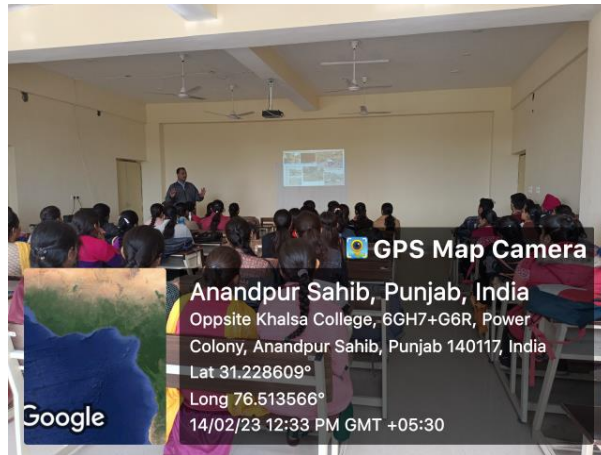 GPS Map Camera
Anandpur Sahib, Punjab, India
Oppsite Khalsa College, 6GH7+G6R, Power
Colony, Anandpur Sahib, Punjab 140117, India
Lat 31.228609°
Long 76.513566°
14/02/23 12:33 PM GMT +05:30
Google